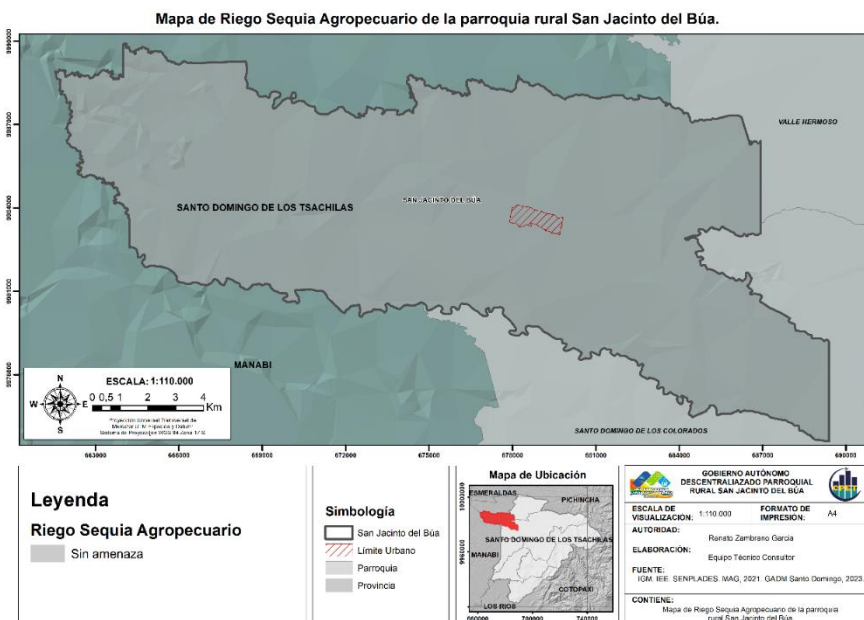 Mapa de Riego Sequia Agropecuario de la parroquia rural San Jacinto del Búa.
VALLE HERMOSO
SANTO DOMINGO DE LOS TSACHILAS
SAN JACINTO DEL BÚA
MANABI
SANTO DOMINGO DE LOS COLORADOS
N
W
E
S
ESCALA: 1:110.000
0 0,5 1 2 3 4
Km
663000
666000
669000
672000
675000
678000
681000
684000
687000
690000
Leyenda
Riego Sequia Agropecuario
Sin amenaza
Simbología
San Jacinto del Búa
Límite Urbano
Parroquia
Provincia
Mapa de Ubicación
ESMERALDAS
PICHINCHA
SANTO DOMINGO DE LOS TSACHILAS
MANABI
COTOPAXI
LOS RIOS
GOBIERNO AUTÓNOMO
DESCENTRALIAZADO PARROQUIAL
RURAL SAN JACINTO DEL BÚA
ESCALA DE
VISUALIZACIÓN: 1:110.000
FORMATO DE
IMPRESIÓN: A4
AUTORIDAD:
Renato Zambrano Garcia
ELABORACIÓN:
Equipo Técnico Consultor
FUENTE:
IGM, IEE, SENPLADES, MAG, 2021. GADM Santo Domingo, 2023.
CONTIENE:
Mapa de Riego Sequia Agropecuario de la parroquia
rural San Jacinto del Búa